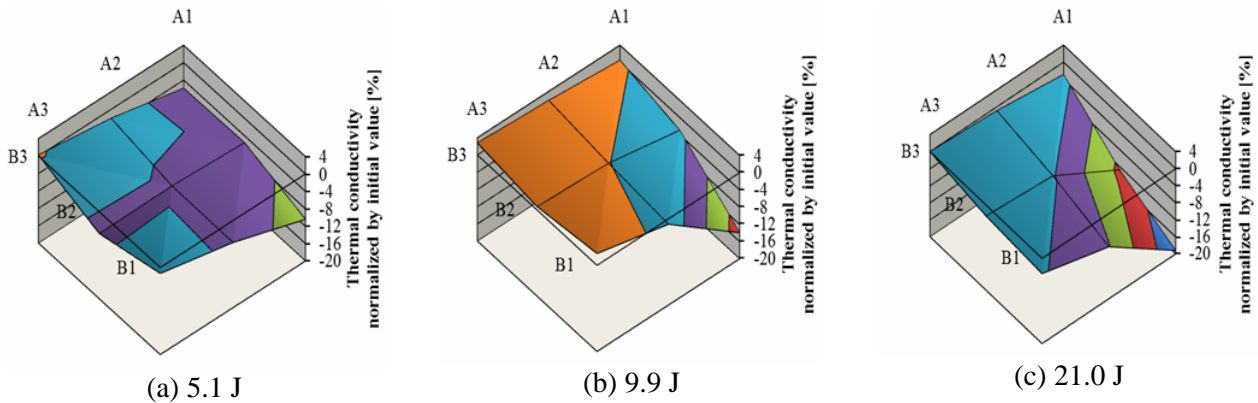 A1
A2
A3
B3
B2
B1
4
0
-4
-8
-12
-16
-20
Thermal conductivity
normalized by initial value [%]
(a) 5.1 J
A1
A2
A3
B3
B2
B1
4
0
-4
-8
-12
-16
-20
Thermal conductivity
normalized by initial value [%]
(b) 9.9 J
A1
A2
A3
B3
B2
B1
4
0
-4
-8
-12
-16
-20
Thermal conductivity
normalized by initial value [%]
(c) 21.0 J